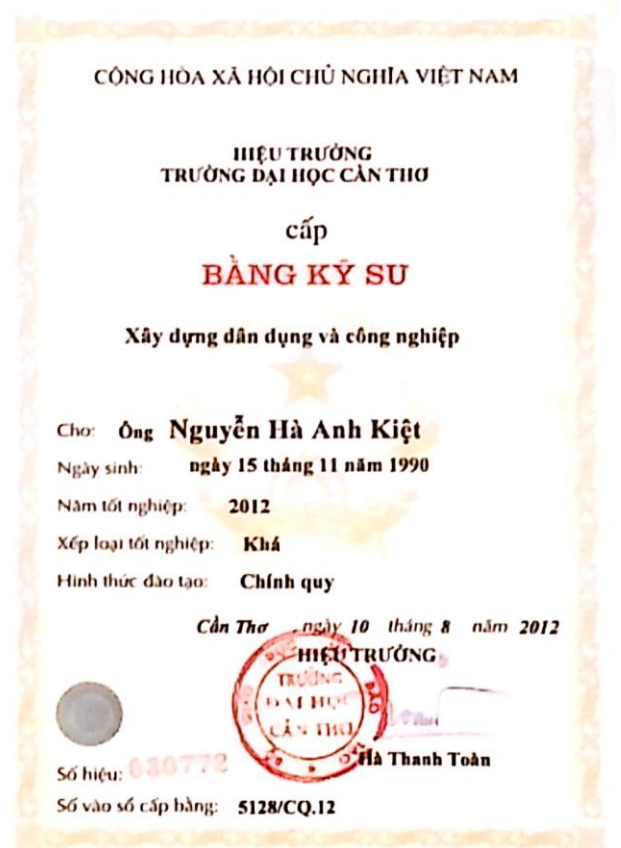 CỘNG HÒA XÃ HỘI CHỦ NGHĨA VIỆT NAM
HIỆU TRƯỞNG
TRƯỜNG ĐẠI HỌC CẦN THƠ
cấp
BẰNG KỸ SƯ
Xây dựng dân dụng và công nghiệp
Cho: Ông Nguyễn Hà Anh Kiệt
Ngày sinh: ngày 15 tháng 11 năm 1990
Năm tốt nghiệp: 2012
Xếp loại tốt nghiệp: Khá
Hình thức đào tạo: Chính quy
Cần Thơ , ngày 10 tháng 8 năm 2012
HIỆU TRƯỞNG
TRƯỜNG
ĐẠI HỌC
CẦN THƠ
Hà Thanh Toàn
Số hiệu: 030772
Số vào sổ cấp bằng: 5128/CQ.12